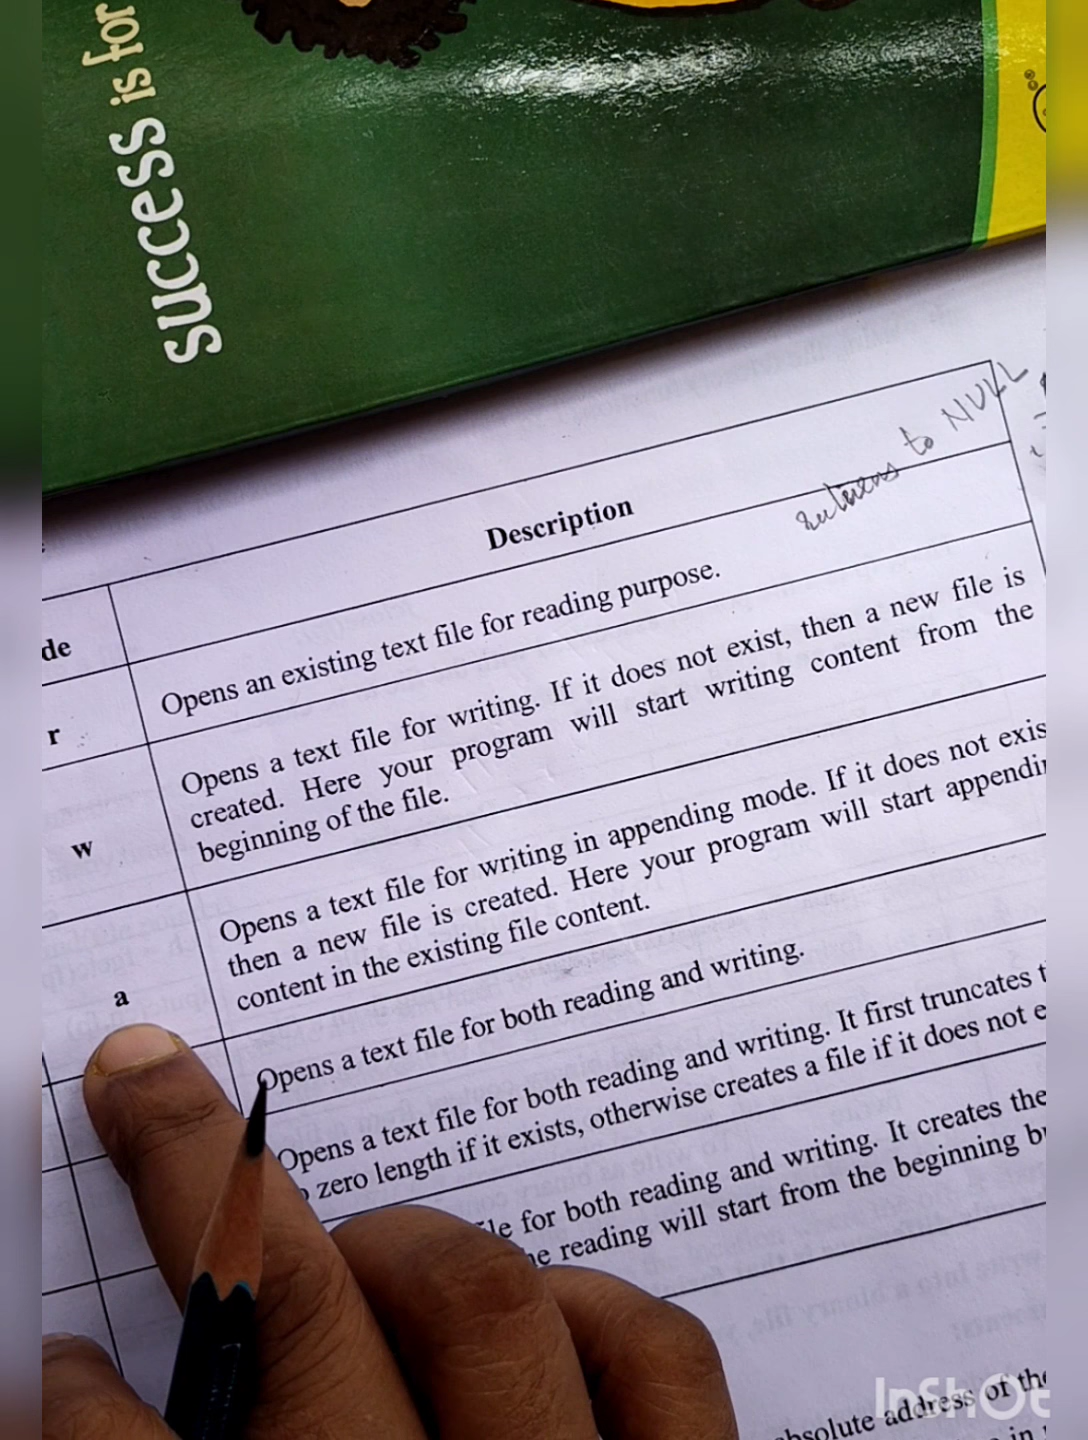 success is for
Description
returns to NULL
de
Opens an existing text file for reading purpose.
r
Opens a text file for writing. If it does not exist, then a new file is
created. Here your program will start writing content from the
beginning of the file.
w
Opens a text file for writing in appending mode. If it does not exis
then a new file is created. Here your program will start appendin
content in the existing file content.
a
Opens a text file for both reading and writing.
Opens a text file for both reading and writing. It first truncates t
zero length if it exists, otherwise creates a file if it does not e
ile for both reading and writing. It creates the
he reading will start from the beginning bu
absolute address of the
in
InShOt